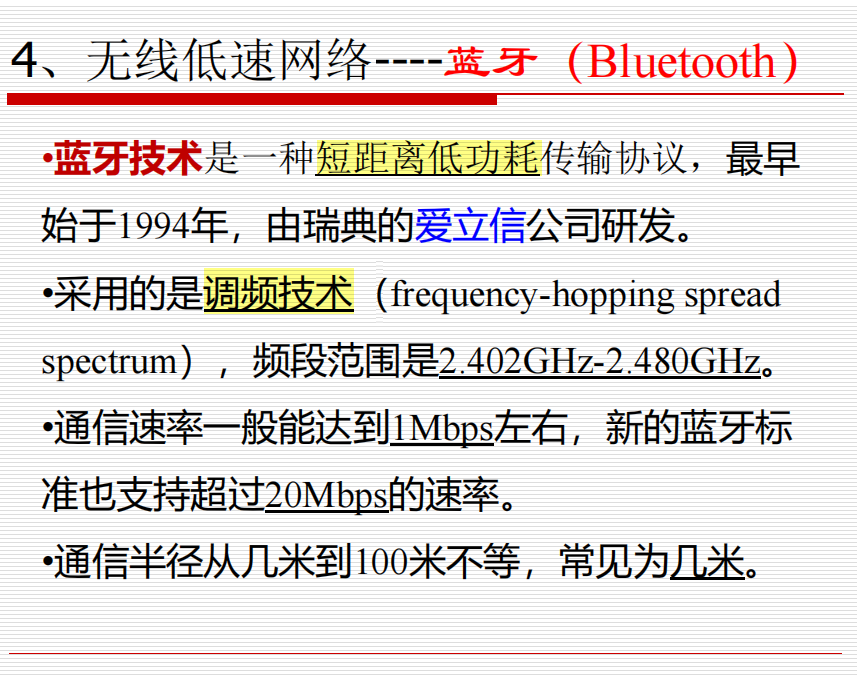 4、无线低速网络----蓝牙（Bluetooth）
•蓝牙技术是一种短距离低功耗传输协议，最早
始于1994年，由瑞典的爱立信公司研发。
•采用的是调频技术（frequency-hopping spread
spectrum），频段范围是2.402GHz-2.480GHz。
•通信速率一般能达到1Mbps左右，新的蓝牙标
准也支持超过20Mbps的速率。
•通信半径从几米到100米不等，常见为几米。